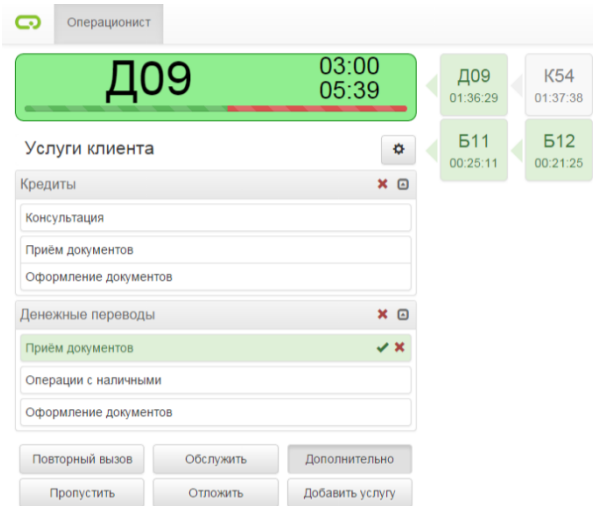 Операционист
Д09
03:00
05:39
Д09
01:36:29
К54
01:37:38
Б11
00:25:11
Б12
00:21:25
Услуги клиента
Кредиты
Консультация
Приём документов
Оформление документов
Денежные переводы
Приём документов
Операции с наличными
Оформление документов
Повторный вызов
Обслужить
Дополнительно
Пропустить
Отложить
Добавить услугу